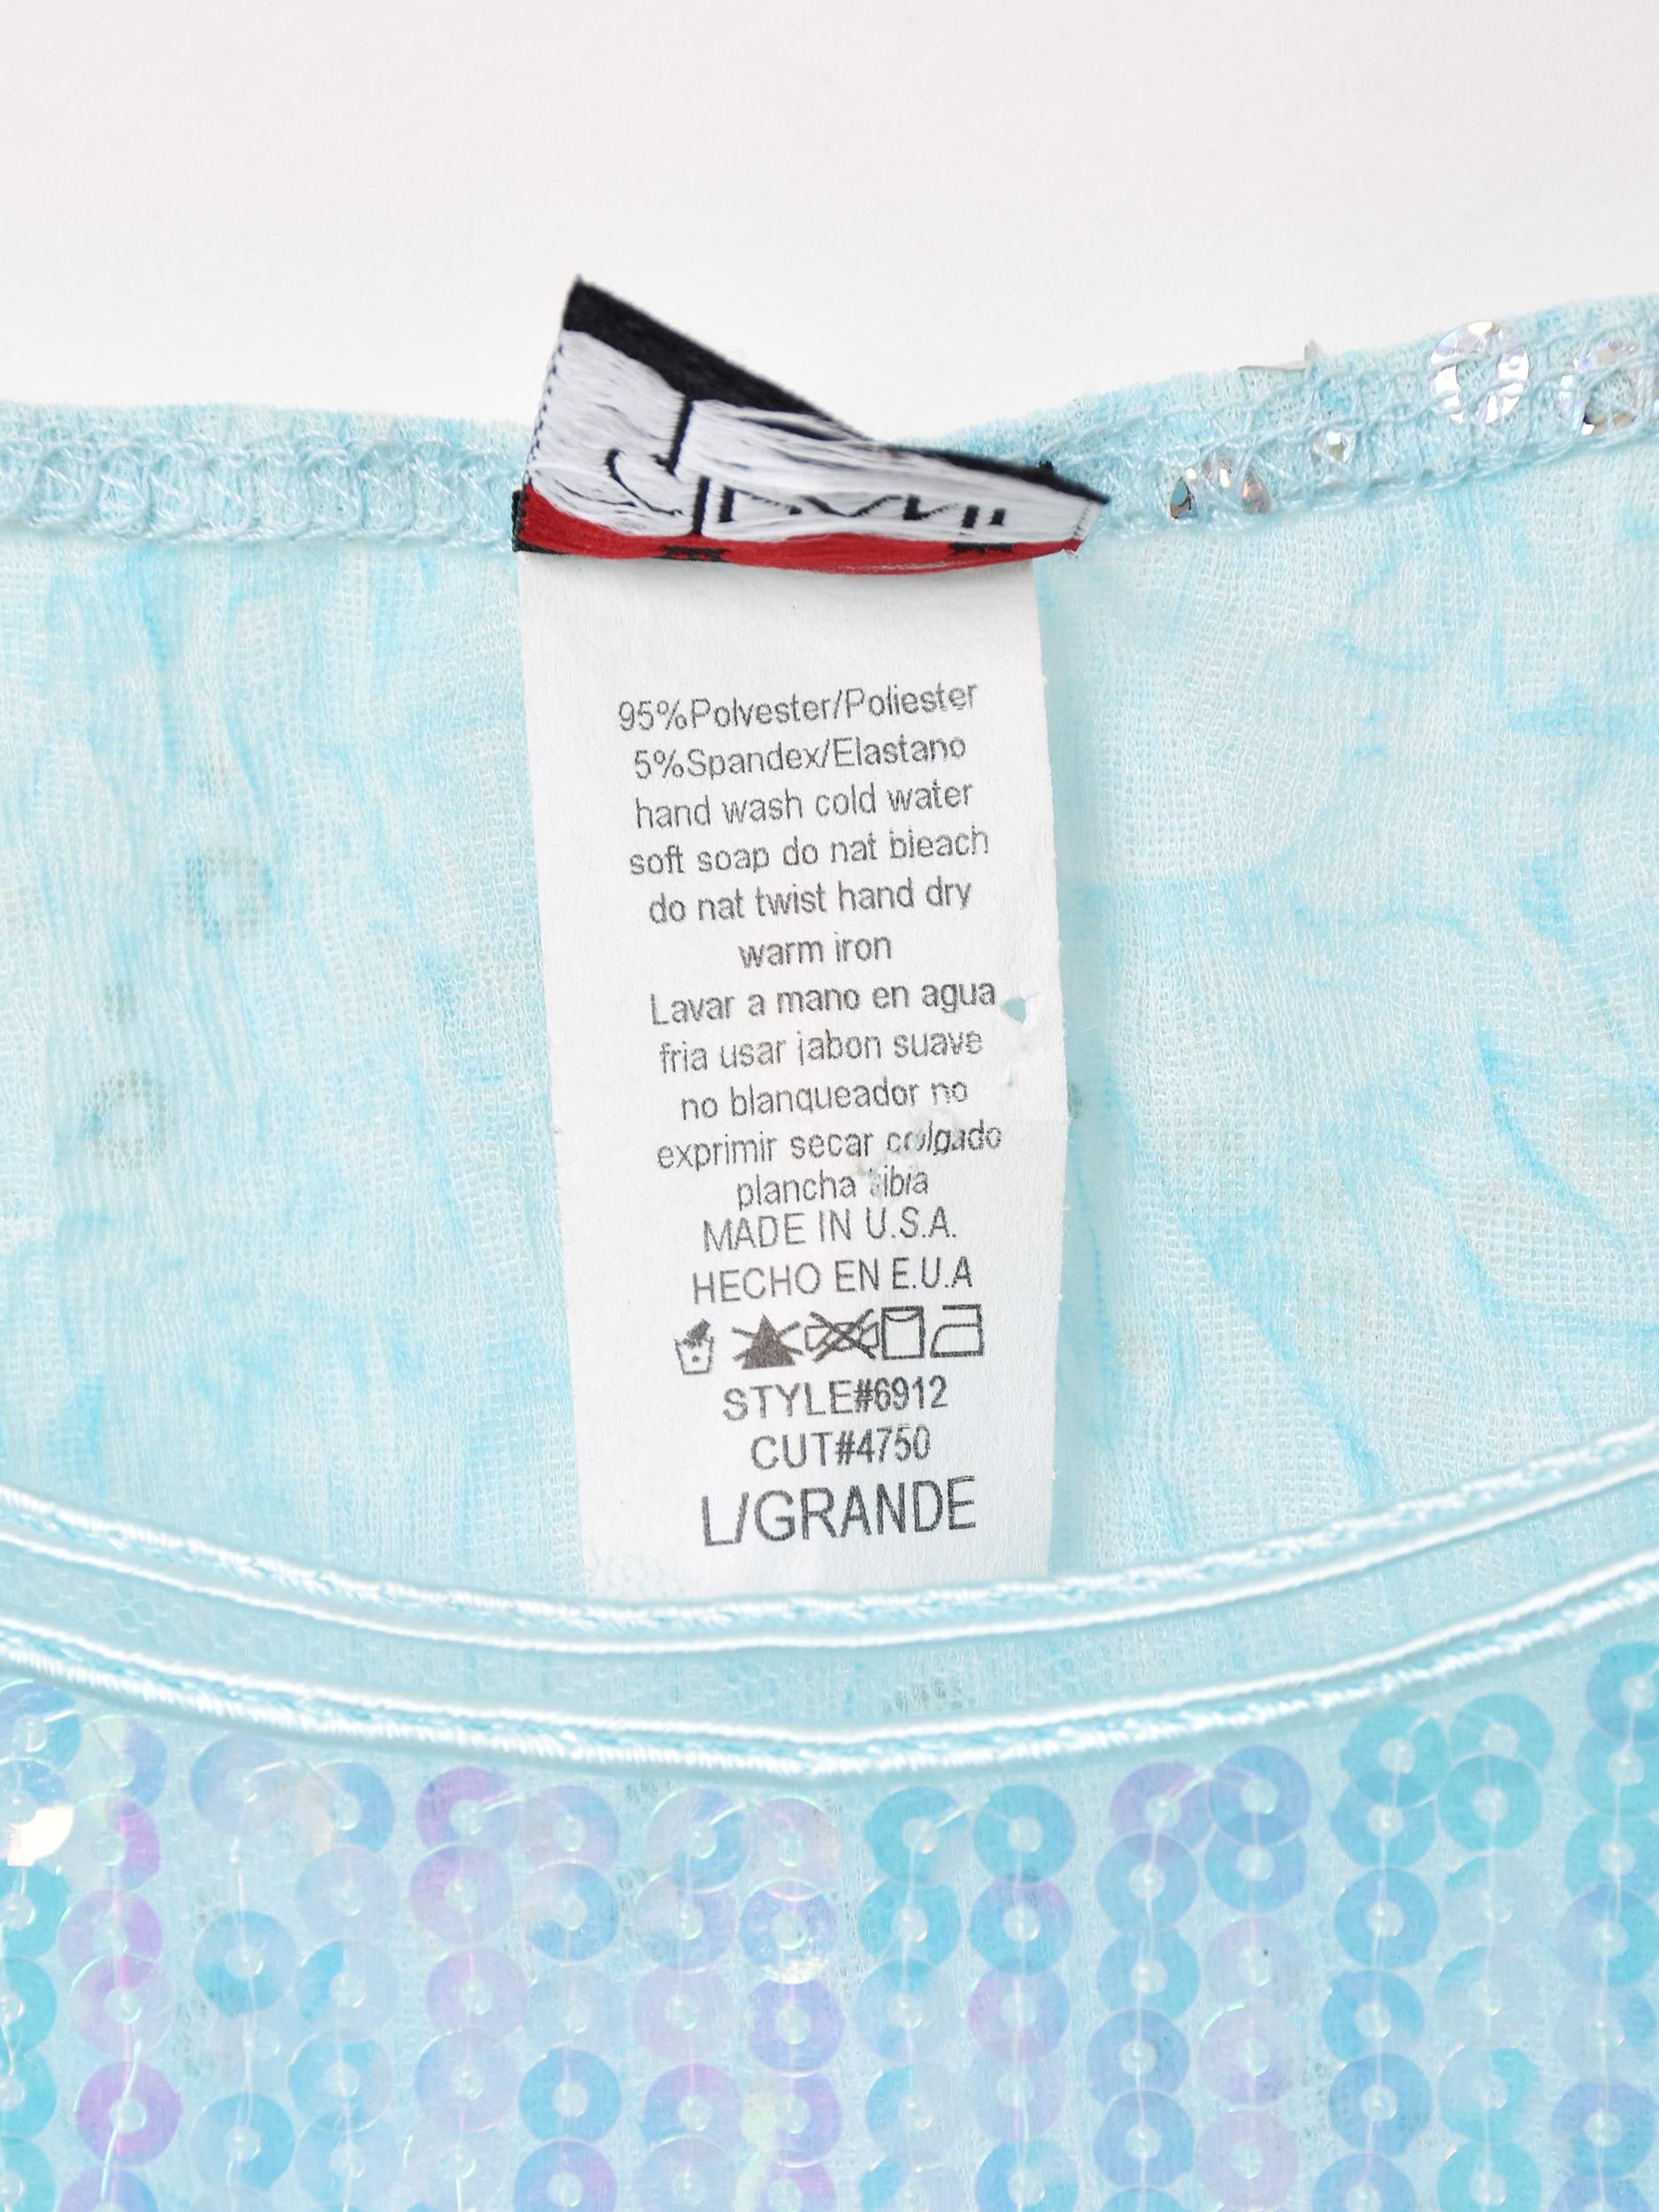 95%Polyester/Poliester
5%Spandex/Elastano
hand wash cold water
soft soap do nat bleach
do nat twist hand dry
warm iron
Lavar a mano en agua
fria usar jabon suave
no blanqueador no
exprimir secar colgado
plancha tibia
MADE IN U.S.A.
HECHO EN E.U.A
STYLE#6912
CUT#4750
L/GRANDE